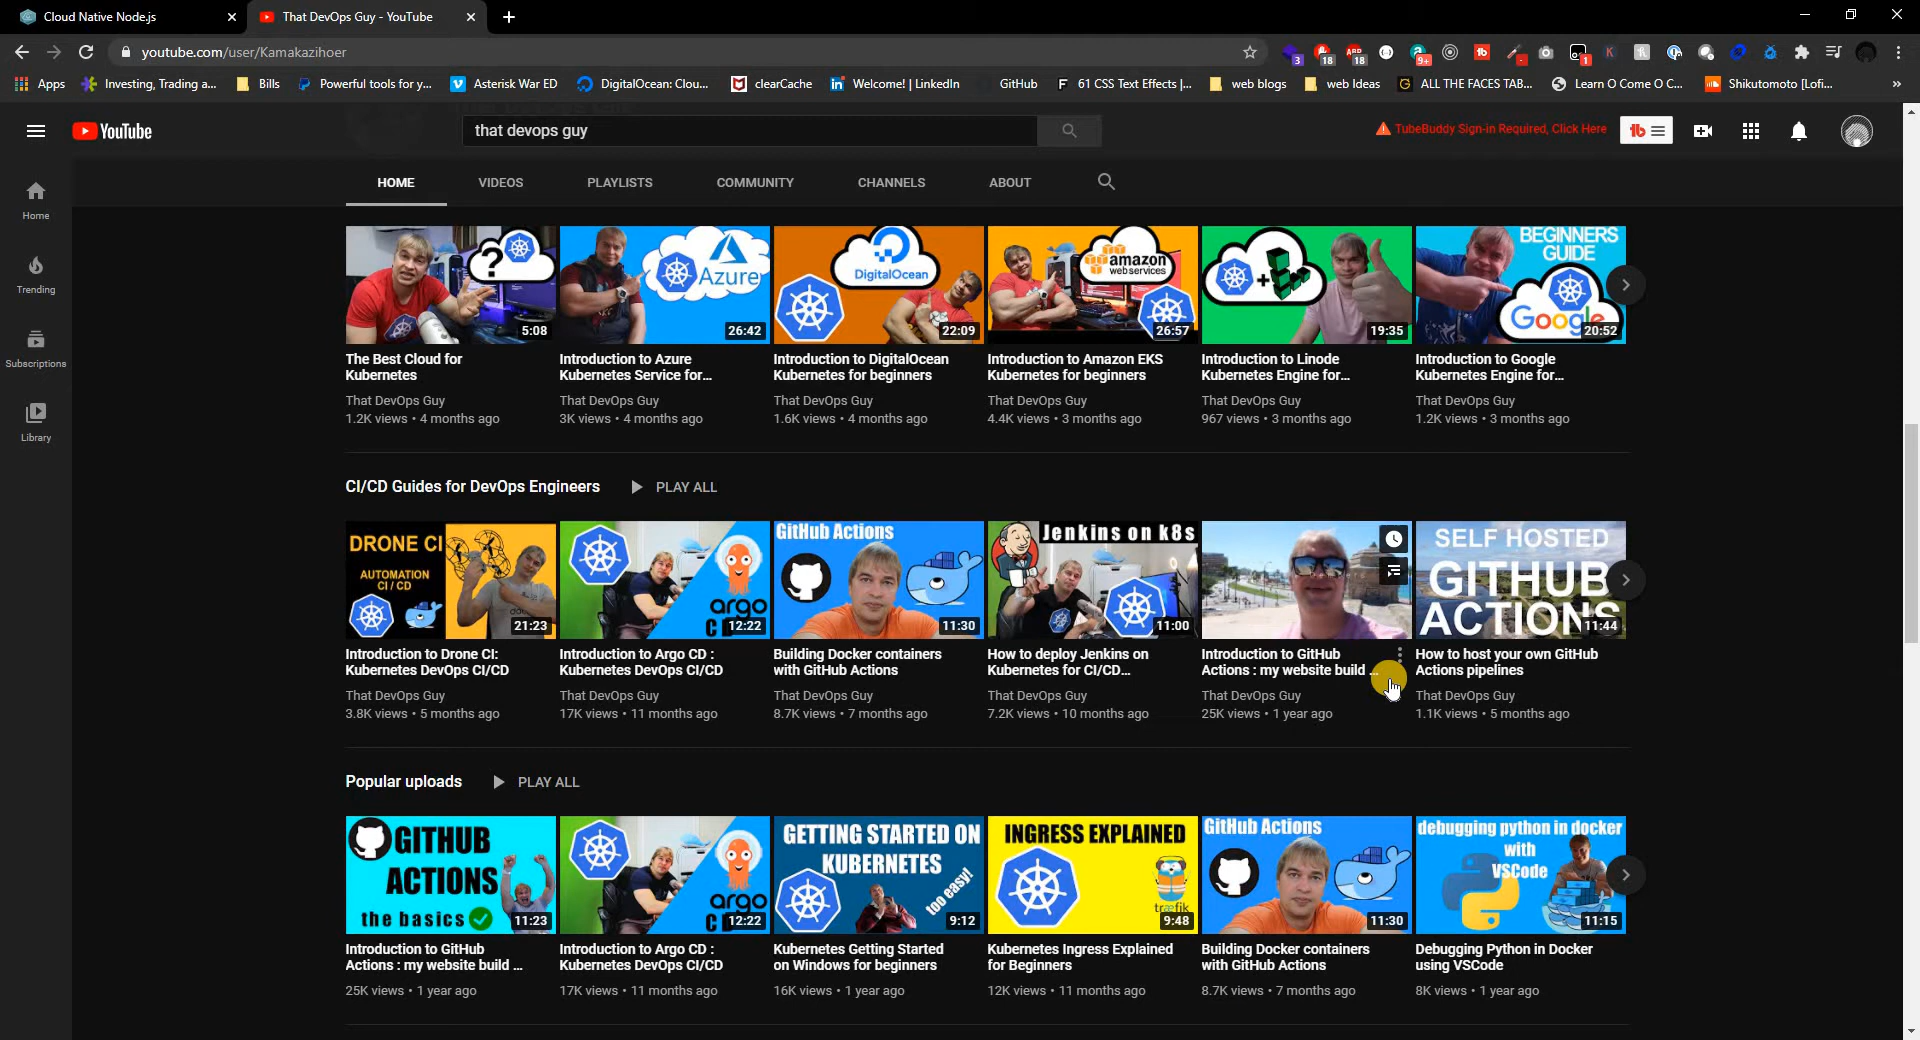 Cloud Native Node.js
That DevOps Guy - YouTube
youtube.com/user/Kamakazihoer
3 18 18 9+ 1
Apps Investing, Trading a... Bills Powerful tools for y... Asterisk War ED DigitalOcean: Clou... clearCache Welcome! | LinkedIn GitHub 61 CSS Text Effects |... web blogs web Ideas ALL THE FACES TAB... Learn O Come O C... Shikutomoto [Lofi...
YouTube
that devops guy
TubeBuddy Sign-in Required, Click Here
HOME VIDEOS PLAYLISTS COMMUNITY CHANNELS ABOUT
Home
Trending
Subscriptions
Library
?
5:08
Azure
26:42
DigitalOcean
22:09
amazon
webservices
26:57
19:35
BEGINNERS
GUIDE
Google
20:52
The Best Cloud for
Kubernetes
That DevOps Guy
1.2K views • 4 months ago
Introduction to Azure
Kubernetes Service for...
That DevOps Guy
3K views • 4 months ago
Introduction to DigitalOcean
Kubernetes for beginners
That DevOps Guy
1.6K views • 4 months ago
Introduction to Amazon EKS
Kubernetes for beginners
That DevOps Guy
4.4K views • 3 months ago
Introduction to Linode
Kubernetes Engine for...
That DevOps Guy
967 views • 3 months ago
Introduction to Google
Kubernetes Engine for...
That DevOps Guy
1.2K views • 3 months ago
CI/CD Guides for DevOps Engineers PLAY ALL
DRONE CI
AUTOMATION
CI / CD
21:23
argo
CD
12:22
GitHub Actions
11:30
Jenkins on k8s
11:00
SELF HOSTED
GITHUB
ACTIONS
11:44
Introduction to Drone CI:
Kubernetes DevOps CI/CD
That DevOps Guy
3.8K views • 5 months ago
Introduction to Argo CD :
Kubernetes DevOps CI/CD
That DevOps Guy
17K views • 11 months ago
Building Docker containers
with GitHub Actions
That DevOps Guy
8.7K views • 7 months ago
How to deploy Jenkins on
Kubernetes for CI/CD...
That DevOps Guy
7.2K views • 10 months ago
Introduction to GitHub
Actions : my website build ...
That DevOps Guy
25K views • 1 year ago
How to host your own GitHub
Actions pipelines
That DevOps Guy
1.1K views • 5 months ago
Popular uploads PLAY ALL
GITHUB
ACTIONS
the basics
11:23
argo
CD
12:22
GETTING STARTED ON
KUBERNETES
too easy!
9:12
INGRESS EXPLAINED
træfik
9:48
GitHub Actions
11:30
debugging python in docker
with
VSCode
11:15
Introduction to GitHub
Actions : my website build ...
25K views • 1 year ago
Introduction to Argo CD :
Kubernetes DevOps CI/CD
17K views • 11 months ago
Kubernetes Getting Started
on Windows for beginners
16K views • 1 year ago
Kubernetes Ingress Explained
for Beginners
12K views • 11 months ago
Building Docker containers
with GitHub Actions
8.7K views • 7 months ago
Debugging Python in Docker
using VSCode
8K views • 1 year ago